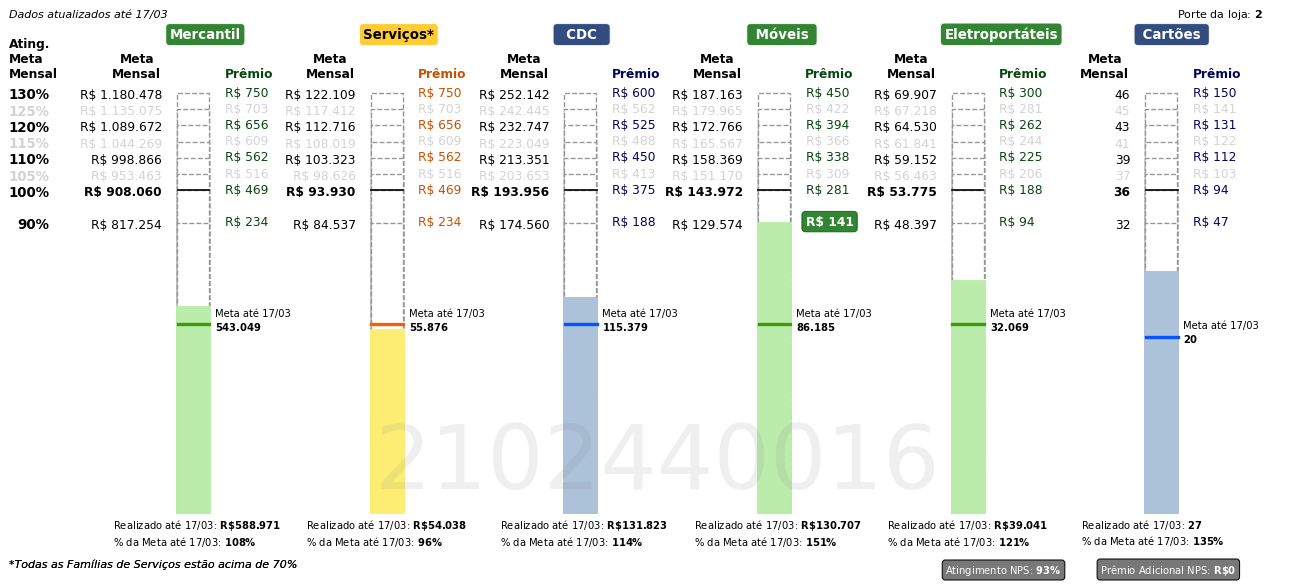 Dados atualizados até 17/03 Porte da loja: 2
Mercantil Serviços* CDC Móveis Eletroportáteis Cartões
Ating. Meta Mensal Meta Mensal Prêmio Meta Mensal Prêmio Meta Mensal Prêmio Meta Mensal Prêmio Meta Mensal Prêmio Meta Mensal Prêmio
130% R$ 1.180.478 R$ 750 R$ 122.109 R$ 750 R$ 252.142 R$ 600 R$ 187.163 R$ 450 R$ 69.907 R$ 300 46 R$ 150
125% R$ 1.135.075 R$ 703 R$ 117.412 R$ 703 R$ 242.445 R$ 562 R$ 179.965 R$ 422 R$ 67.218 R$ 281 45 R$ 141
120% R$ 1.089.672 R$ 656 R$ 112.716 R$ 656 R$ 232.747 R$ 525 R$ 172.766 R$ 394 R$ 64.530 R$ 262 43 R$ 131
115% R$ 1.044.269 R$ 609 R$ 108.019 R$ 609 R$ 223.049 R$ 488 R$ 165.567 R$ 366 R$ 61.841 R$ 244 41 R$ 122
110% R$ 998.866 R$ 562 R$ 103.323 R$ 562 R$ 213.351 R$ 450 R$ 158.369 R$ 338 R$ 59.152 R$ 225 39 R$ 112
105% R$ 953.463 R$ 516 R$ 98.626 R$ 516 R$ 203.653 R$ 413 R$ 151.170 R$ 309 R$ 56.463 R$ 206 37 R$ 103
100% R$ 908.060 R$ 469 R$ 93.930 R$ 469 R$ 193.956 R$ 375 R$ 143.972 R$ 281 R$ 53.775 R$ 188 36 R$ 94
90% R$ 817.254 R$ 234 R$ 84.537 R$ 234 R$ 174.560 R$ 188 R$ 129.574 R$ 141 R$ 48.397 R$ 94 32 R$ 47
Meta até 17/03 Meta até 17/03 Meta até 17/03 Meta até 17/03 Meta até 17/03 Meta até 17/03
543.049 55.876 115.379 86.185 32.069 20
2102440016
Realizado até 17/03: R$588.971 Realizado até 17/03: R$54.038 Realizado até 17/03: R$131.823 Realizado até 17/03: R$130.707 Realizado até 17/03: R$39.041 Realizado até 17/03: 27
% da Meta até 17/03: 108% % da Meta até 17/03: 96% % da Meta até 17/03: 114% % da Meta até 17/03: 151% % da Meta até 17/03: 121% % da Meta até 17/03: 135%
*Todas as Famílias de Serviços estão acima de 70% Atingimento NPS: 93% Prêmio Adicional NPS: R$0